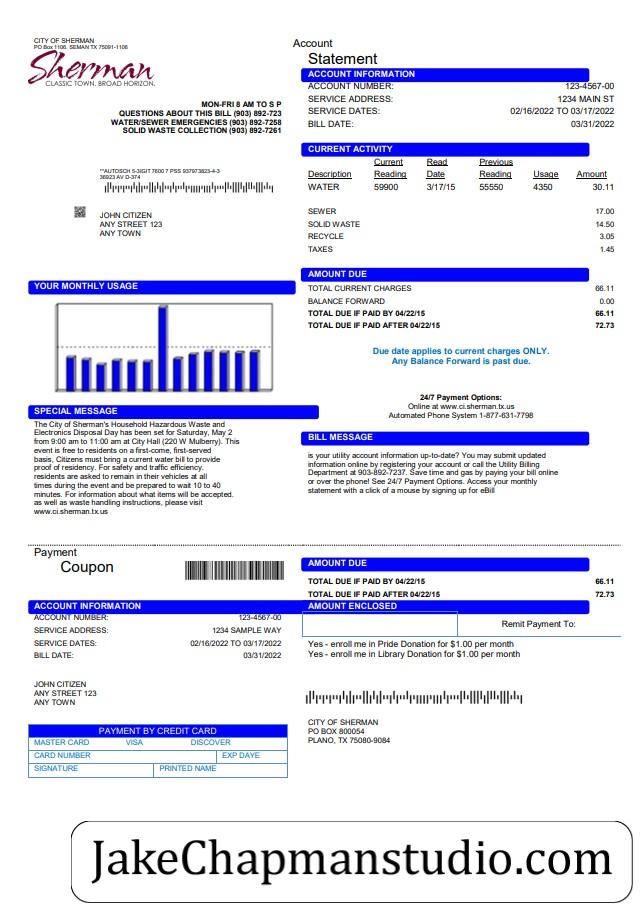 CITY OF SHERMAN
PO Box 1106. SEMAN TX 75091-1106
Sherman
CLASSIC TOWN. BROAD HORIZON.
MON-FRI 8 AM TO S P
QUESTIONS ABOUT THIS BILL (903) 892-723
WATER/SEWER EMERGENCIES (903) 892-7258
SOLID WASTE COLLECTION (903) 892-7261
**AUTOSCH 5-3IGIT 7600 7 PSS 937973823-4-3
36923 AV D-374
JOHN CITIZEN
ANY STREET 123
ANY TOWN
Account
Statement
ACCOUNT INFORMATION
ACCOUNT NUMBER: 123-4567-00
SERVICE ADDRESS: 1234 MAIN ST
SERVICE DATES: 02/16/2022 TO 03/17/2022
BILL DATE: 03/31/2022
CURRENT ACTIVITY
Current Read Previous
Description Reading Date Reading Usage Amount
WATER 59900 3/17/15 55550 4350 30.11
SEWER 17.00
SOLID WASTE 14.50
RECYCLE 3.05
TAXES 1.45
AMOUNT DUE
TOTAL CURRENT CHARGES 66.11
BALANCE FORWARD 0.00
TOTAL DUE IF PAID BY 04/22/15 66.11
TOTAL DUE IF PAID AFTER 04/22/15 72.73
Due date applies to current charges ONLY.
Any Balance Forward is past due.
24/7 Payment Options:
Online at www.ci.sherman.tx.us
Automated Phone System 1-877-631-7798
YOUR MONTHLY USAGE
SPECIAL MESSAGE
The City of Sherman's Household Hazardous Waste and
Electronics Disposal Day has been set for Saturday, May 2
from 9:00 am to 11:00 am at City Hall (220 W Mulberry). This
event is free to residents on a first-come, first-served
basis, Citizens must bring a current water bill to provide
proof of residency. For safety and traffic efficiency.
residents are asked to remain in their vehicles at all
times during the event and be prepared to wait 10 to 40
minutes. For information about what items will be accepted.
as well as waste handling instructions, please visit
www.ci.sherman.tx.us
BILL MESSAGE
is your utility account information up-to-date? You may submit updated
information online by registering your account or call the Utility Billing
Department at 903-892-7237. Save time and gas by paying your bill online
or over the phone! See 24/7 Payment Options. Access your monthly
statement with a click of a mouse by signing up for eBill
Payment
Coupon
ACCOUNT INFORMATION
ACCOUNT NUMBER: 123-4567-00
SERVICE ADDRESS: 1234 SAMPLE WAY
SERVICE DATES: 02/16/2022 TO 03/17/2022
BILL DATE: 03/31/2022
JOHN CITIZEN
ANY STREET 123
ANY TOWN
PAYMENT BY CREDIT CARD
MASTER CARD VISA DISCOVER
CARD NUMBER EXP DAYE
SIGNATURE PRINTED NAME
AMOUNT DUE
TOTAL DUE IF PAID BY 04/22/15 66.11
TOTAL DUE IF PAID AFTER 04/22/15 72.73
AMOUNT ENCLOSED
Remit Payment To:
Yes - enroll me in Pride Donation for $1.00 per month
Yes - enroll me in Library Donation for $1.00 per month
CITY OF SHERMAN
PO BOX 800054
PLANO, TX 75080-9084
JakeChapmanstudio.com